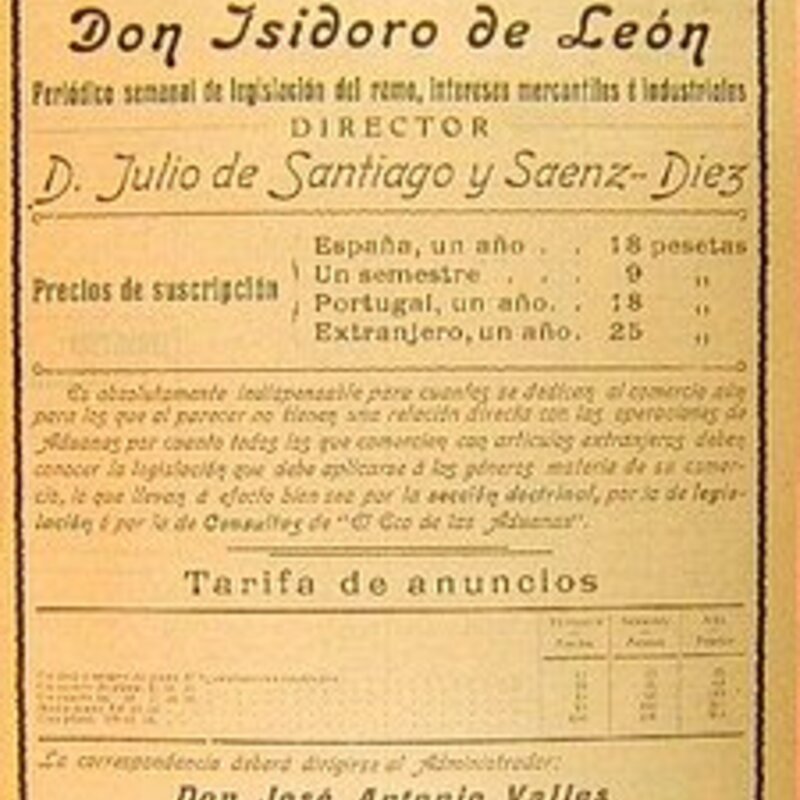 Don Isidoro de León
Periódico semanal de legislación del ramo, intereses mercantiles é industriales
DIRECTOR
D. Julio de Santiago y Saenz-Diez
Precios de suscripción
España, un año . . 18 pesetas
Un semestre . . . 9 „
Portugal, un año. . 18 „
Extranjero, un año. 25 „
Es absolutamente indispensable para cuantos se dedican al comercio aún
para los que al parecer no tienen una relación directa con las operaciones de
Aduanas por cuanto todos los que comercien con artículos extranjeros deben
conocer la legislación que debe aplicarse á los géneros materia de su comer-
cio, lo que llevan á efecto bien sea por la sección doctrinal, por la de legis-
lación ó por la de Consultas de "El Eco de las Aduanas".
Tarifa de anuncios
La correspondencia deberá dirigirse al Administrador:
Don José Antonio Valles